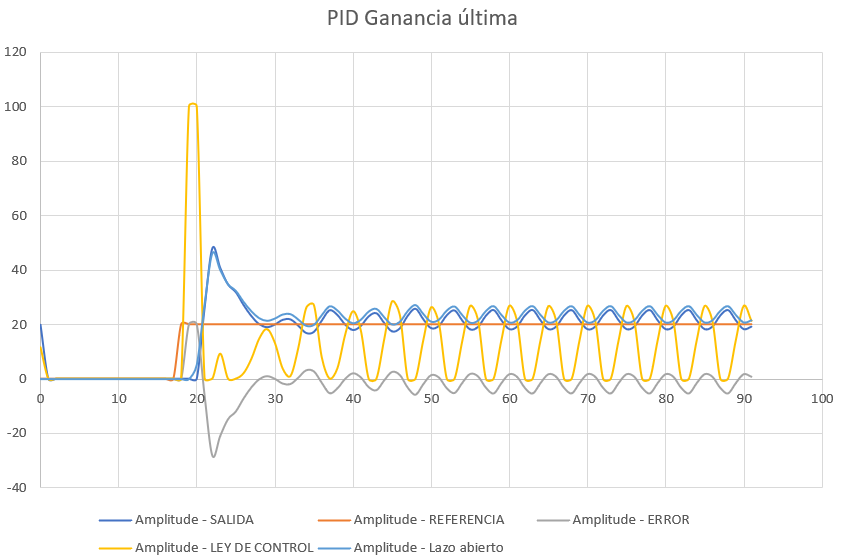 PID Ganancia última
120
100
80
60
40
20
0
-20
-40
0 10 20 30 40 50 60 70 80 90 100
Amplitude - SALIDA Amplitude - REFERENCIA Amplitude - ERROR
Amplitude - LEY DE CONTROL Amplitude - Lazo abierto